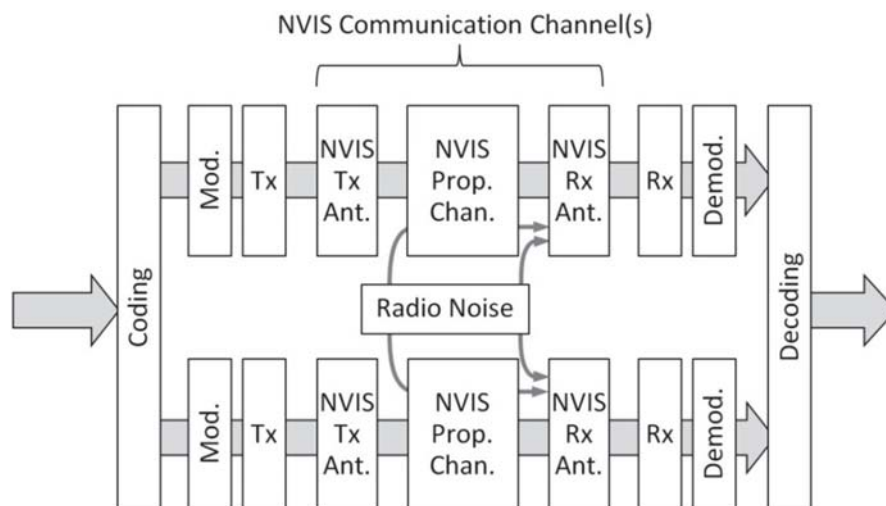 NVIS Communication Channel(s)
Coding
Mod.
Tx
NVIS
Tx
Ant.
NVIS
Prop.
Chan.
NVIS
Rx
Ant.
Rx
Demod.
Decoding
Radio Noise
Mod.
Tx
NVIS
Tx
Ant.
NVIS
Prop.
Chan.
NVIS
Rx
Ant.
Rx
Demod.